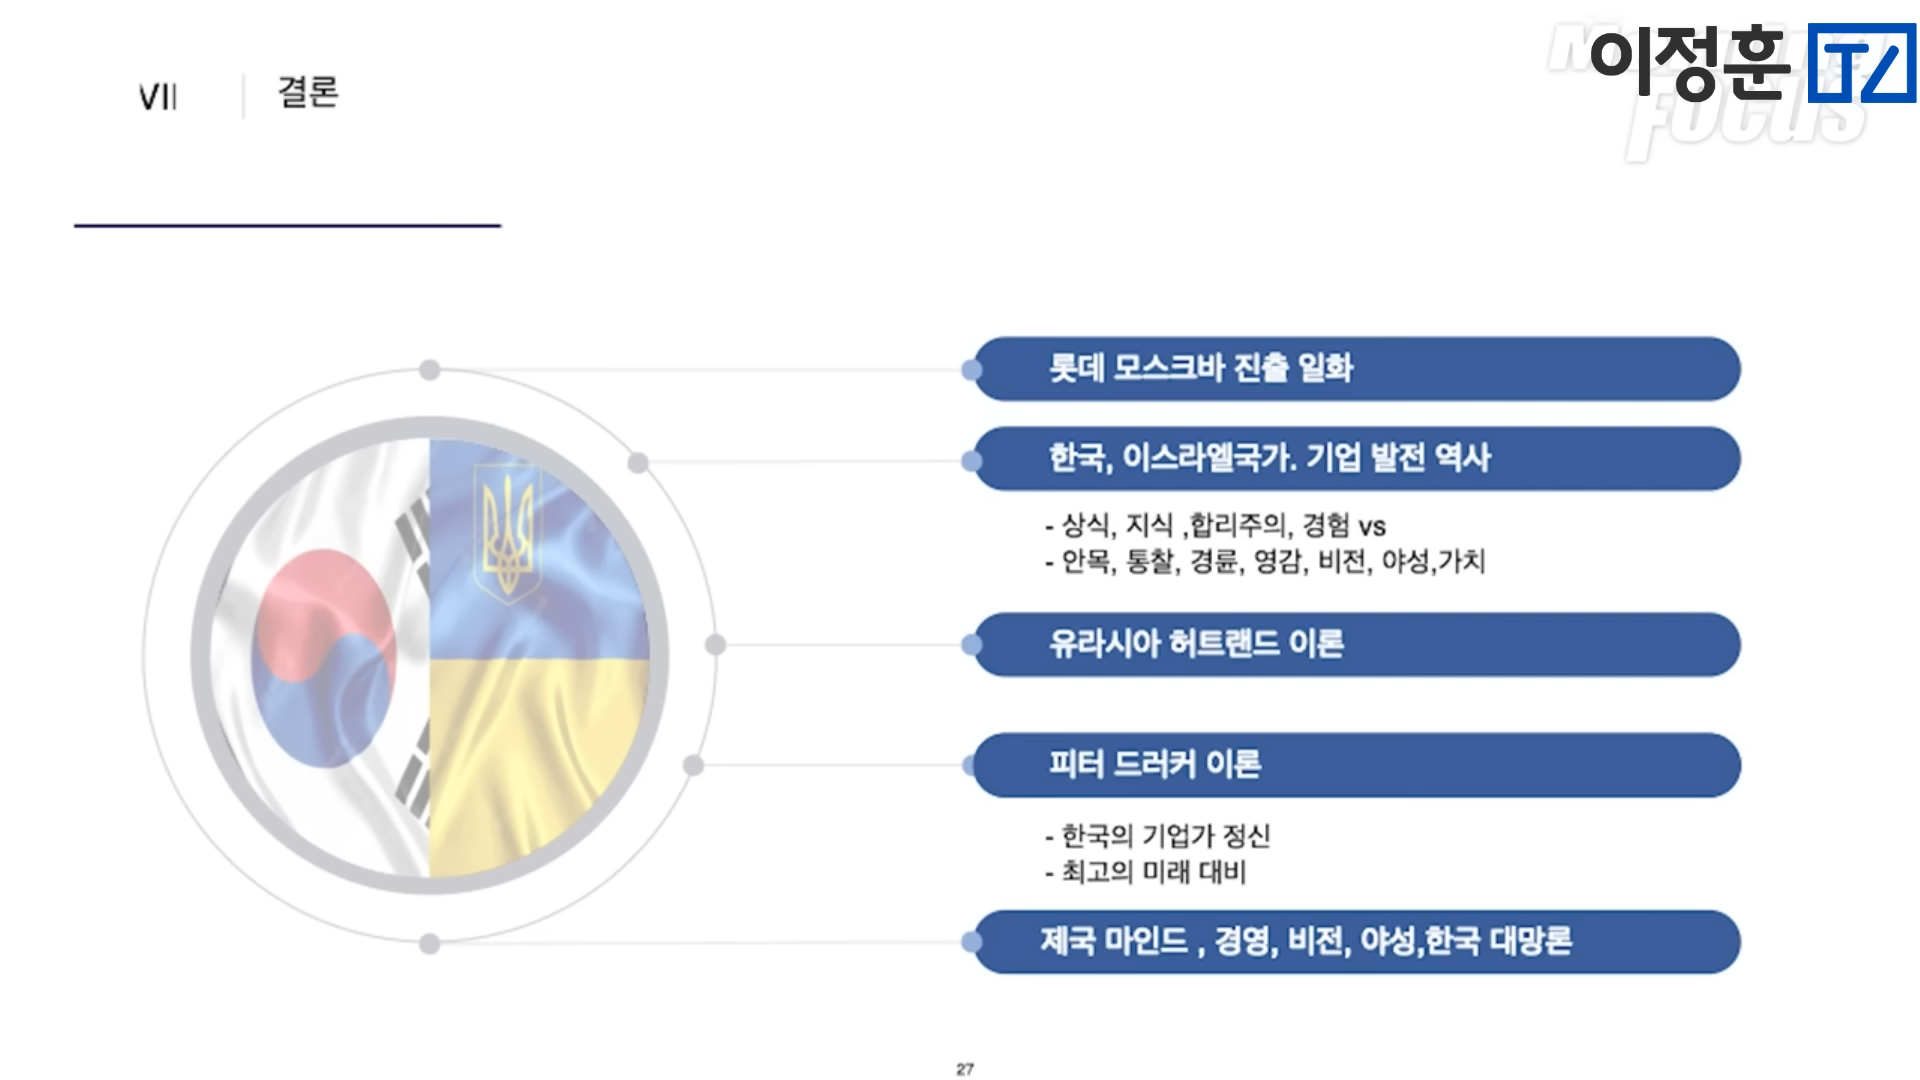 이정훈 TV
Focus
VII 결론
롯데 모스크바 진출 일화
한국, 이스라엘국가. 기업 발전 역사
- 상식, 지식 ,합리주의, 경험 vs
- 안목, 통찰, 경륜, 영감, 비전, 야성,가치
유라시아 허트랜드 이론
피터 드러커 이론
- 한국의 기업가 정신
- 최고의 미래 대비
제국 마인드 , 경영, 비전, 야성,한국 대망론
27